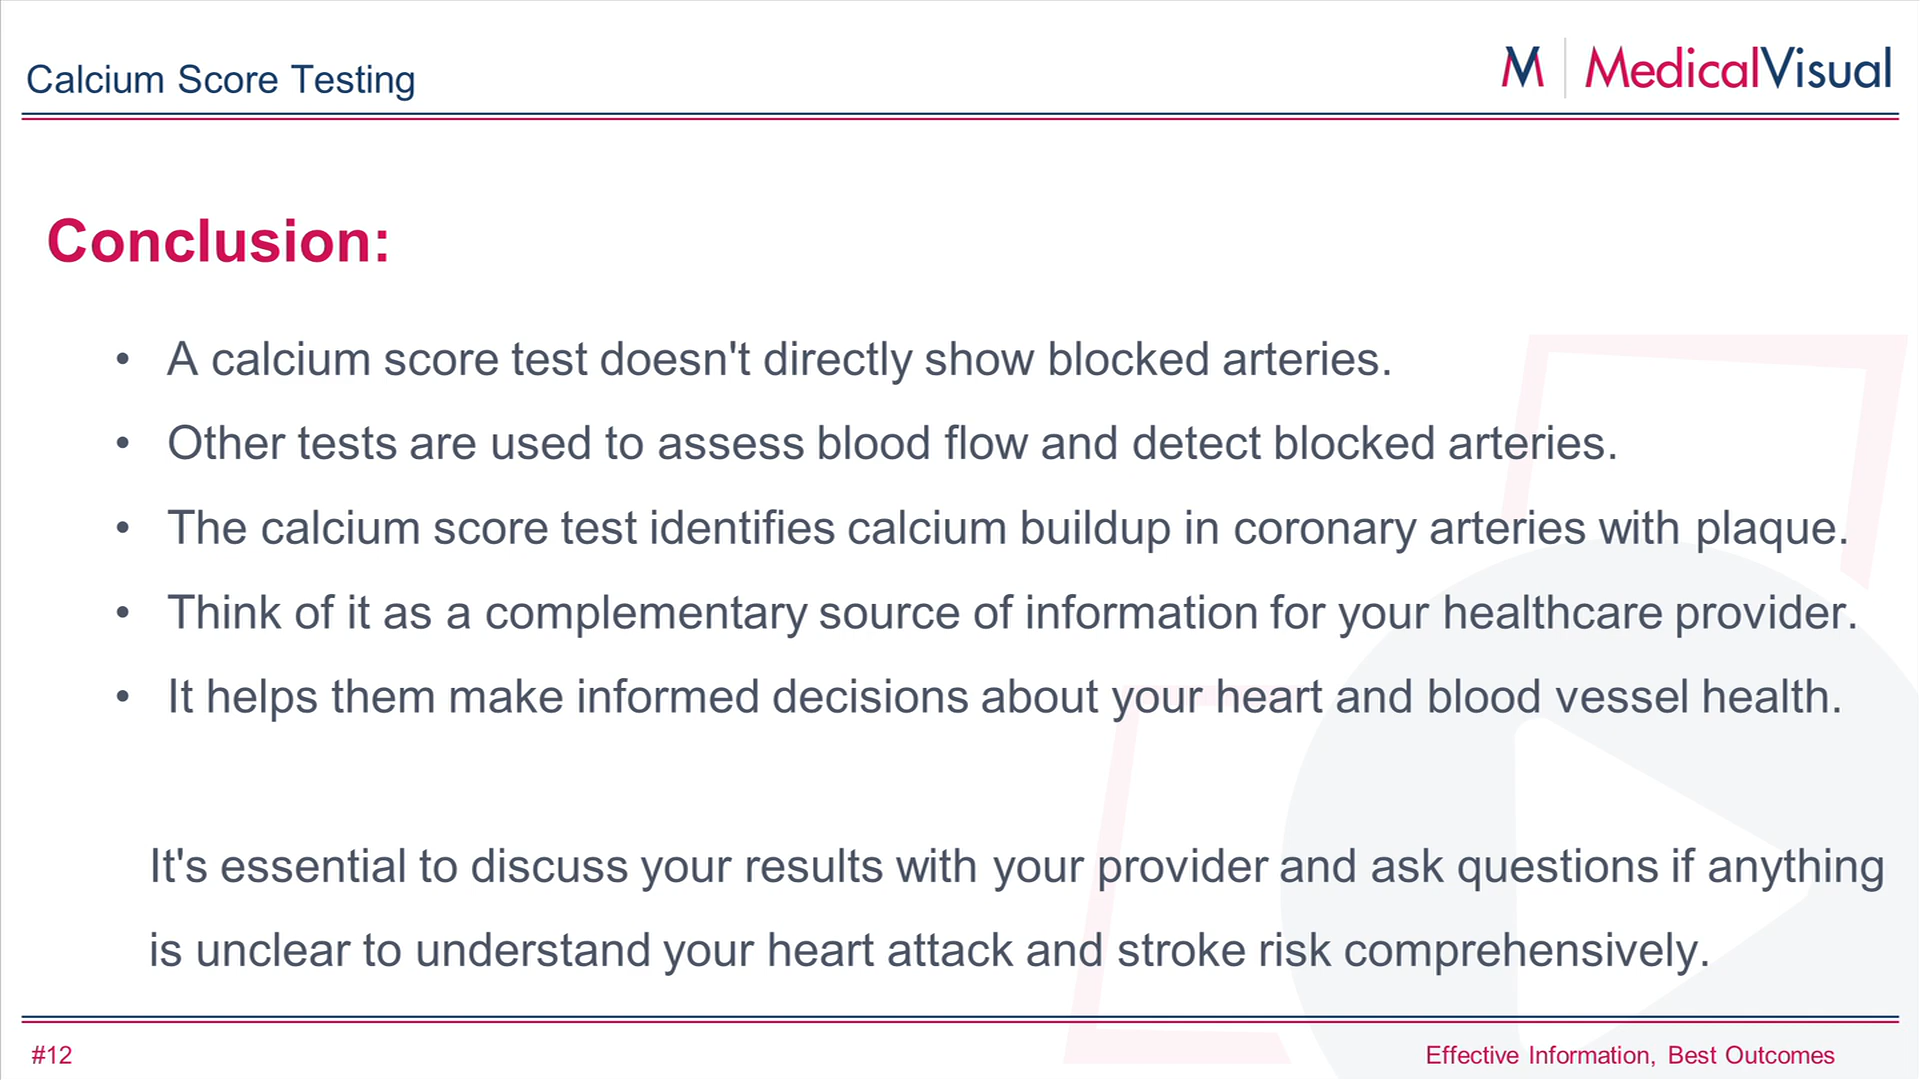 Calcium Score Testing
M | MedicalVisual
Conclusion:
• A calcium score test doesn't directly show blocked arteries.
• Other tests are used to assess blood flow and detect blocked arteries.
• The calcium score test identifies calcium buildup in coronary arteries with plaque.
• Think of it as a complementary source of information for your healthcare provider.
• It helps them make informed decisions about your heart and blood vessel health.
It's essential to discuss your results with your provider and ask questions if anything
is unclear to understand your heart attack and stroke risk comprehensively.
#12
Effective Information, Best Outcomes